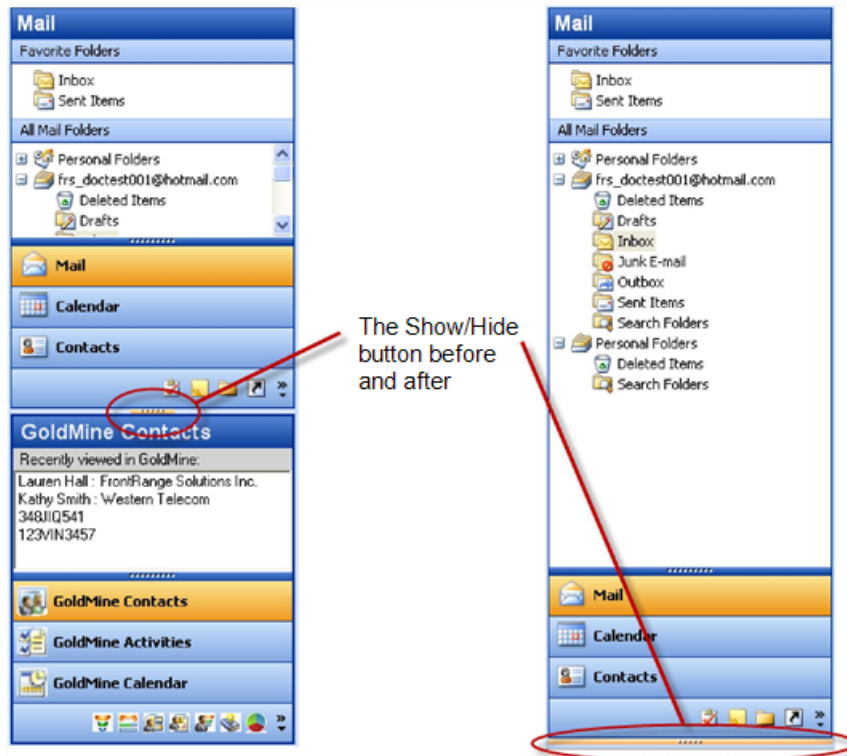 Mail
Favorite Folders
Inbox
Sent Items
All Mail Folders
Personal Folders
frs_doctest001@hotmail.com
Deleted Items
Drafts
Mail
Calendar
Contacts
GoldMine Contacts
Recently viewed in GoldMine:
Lauren Hall : FrontRange Solutions Inc.
Kathy Smith : Western Telecom
348JIQ541
123VIN3457
GoldMine Contacts
GoldMine Activities
GoldMine Calendar
The Show/Hide
button before
and after
Mail
Favorite Folders
Inbox
Sent Items
All Mail Folders
Personal Folders
frs_doctest001@hotmail.com
Deleted Items
Drafts
Inbox
Junk E-mail
Outbox
Sent Items
Search Folders
Personal Folders
Deleted Items
Search Folders
Mail
Calendar
Contacts